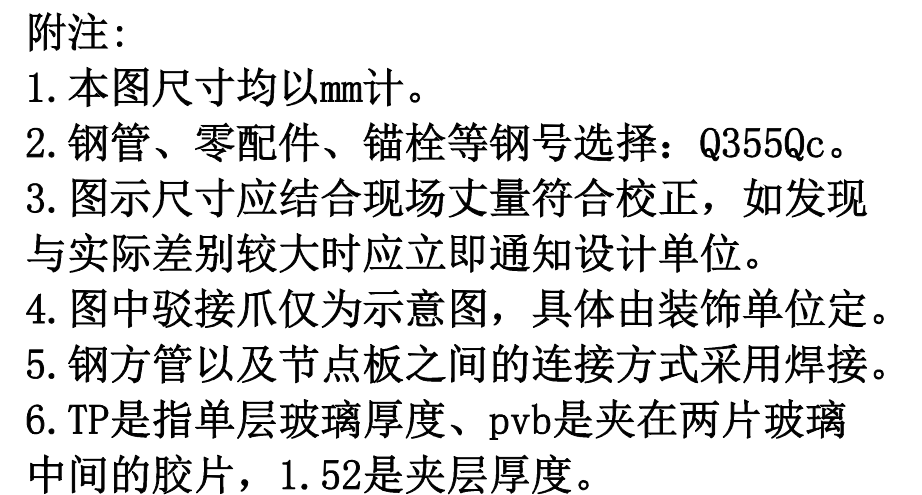 附注:
1.本图尺寸均以mm计。
2.钢管、零配件、锚栓等钢号选择：Q355Qc。
3.图示尺寸应结合现场丈量符合校正，如发现
与实际差别较大时应立即通知设计单位。
4.图中驳接爪仅为示意图，具体由装饰单位定。
5.钢方管以及节点板之间的连接方式采用焊接。
6.TP是指单层玻璃厚度、pvb是夹在两片玻璃
中间的胶片，1.52是夹层厚度。